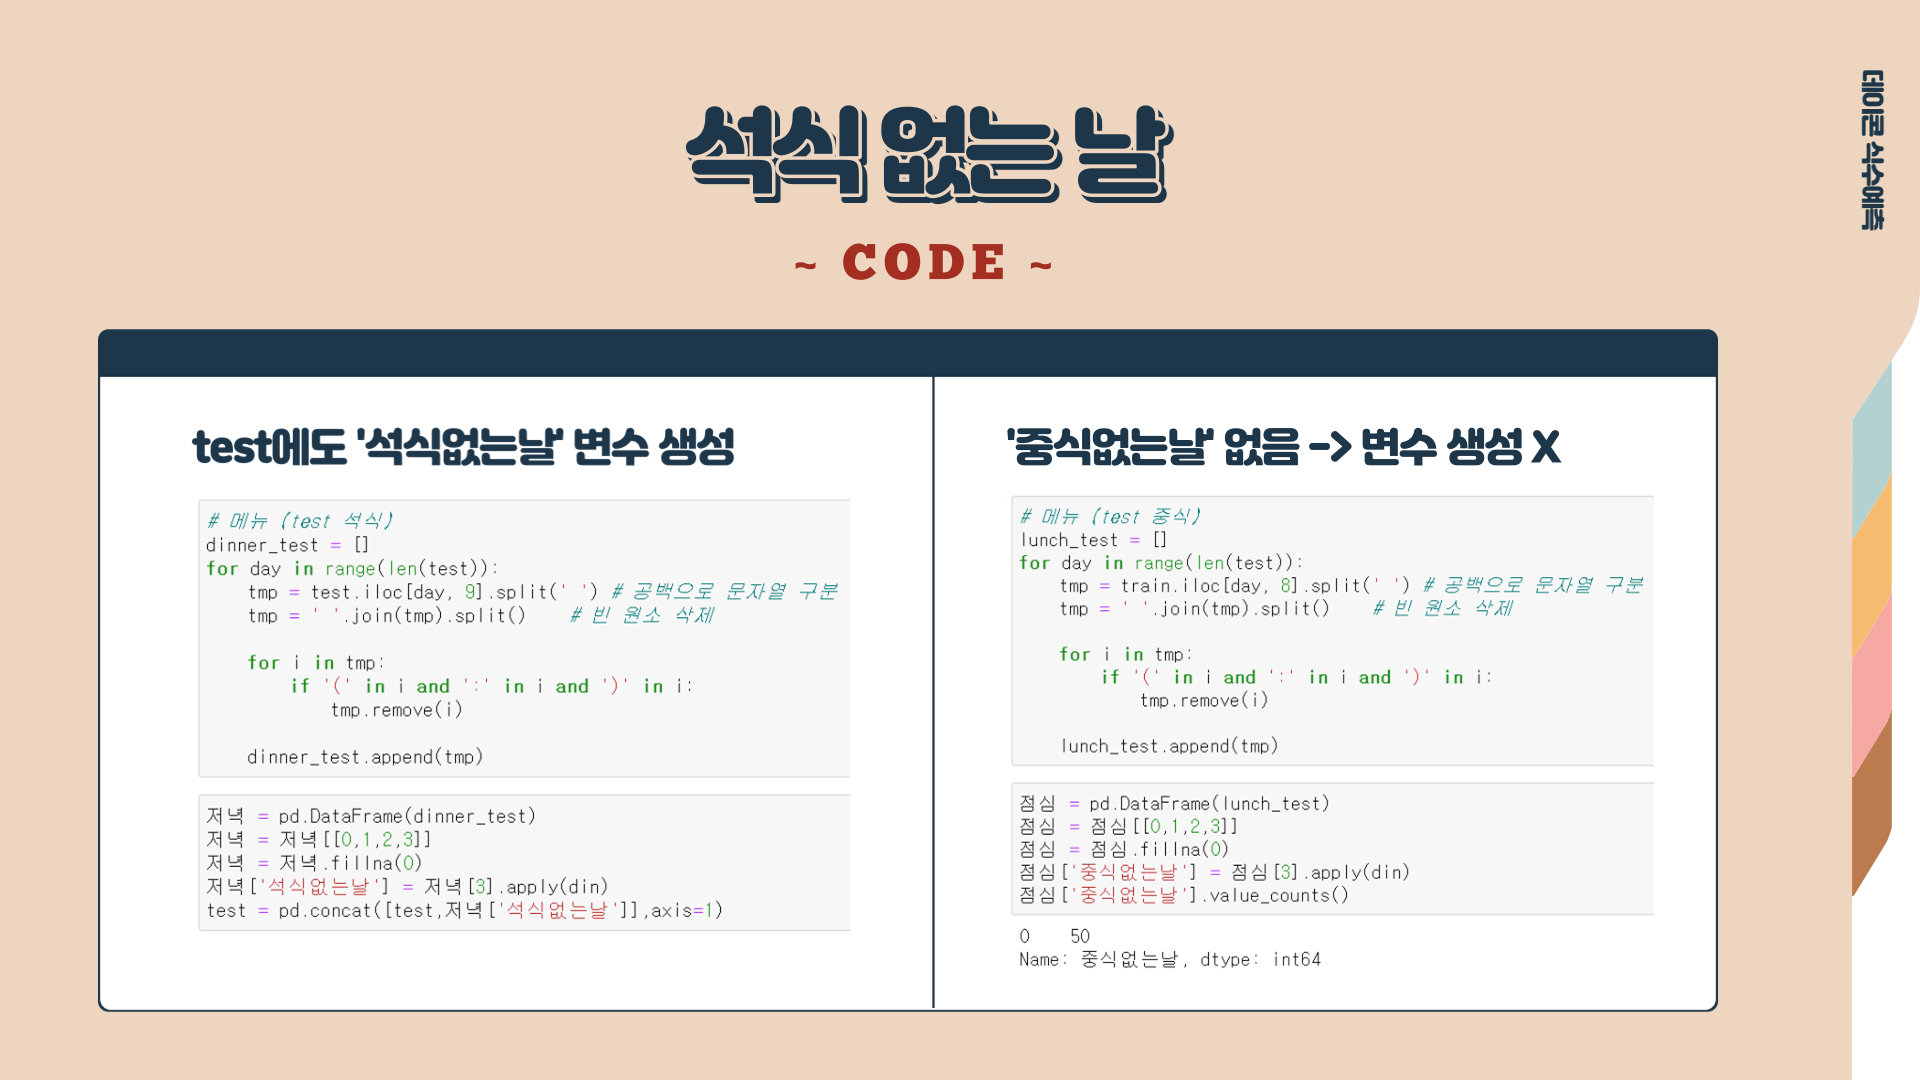 석식 없는 날
~ CODE ~
데이콘 식수예측
test에도 '석식없는날' 변수 생성
# 메뉴 (test 석식)
dinner_test = []
for day in range(len(test)):
    tmp = test.iloc[day, 9].split(' ') # 공백으로 문자열 구분
    tmp = ' '.join(tmp).split()    # 빈 원소 삭제
    for i in tmp:
        if '(' in i and ':' in i and ')' in i:
            tmp.remove(i)
    dinner_test.append(tmp)
저녁 = pd.DataFrame(dinner_test)
저녁 = 저녁[[0,1,2,3]]
저녁 = 저녁.fillna(0)
저녁['석식없는날'] = 저녁[3].apply(din)
test = pd.concat([test,저녁['석식없는날']],axis=1)
'중식없는날' 없음 -> 변수 생성 X
# 메뉴 (test 중식)
lunch_test = []
for day in range(len(test)):
    tmp = train.iloc[day, 8].split(' ') # 공백으로 문자열 구분
    tmp = ' '.join(tmp).split()    # 빈 원소 삭제
    for i in tmp:
        if '(' in i and ':' in i and ')' in i:
            tmp.remove(i)
    lunch_test.append(tmp)
점심 = pd.DataFrame(lunch_test)
점심 = 점심[[0,1,2,3]]
점심 = 점심.fillna(0)
점심['중식없는날'] = 점심[3].apply(din)
점심['중식없는날'].value_counts()
0    50
Name: 중식없는날, dtype: int64